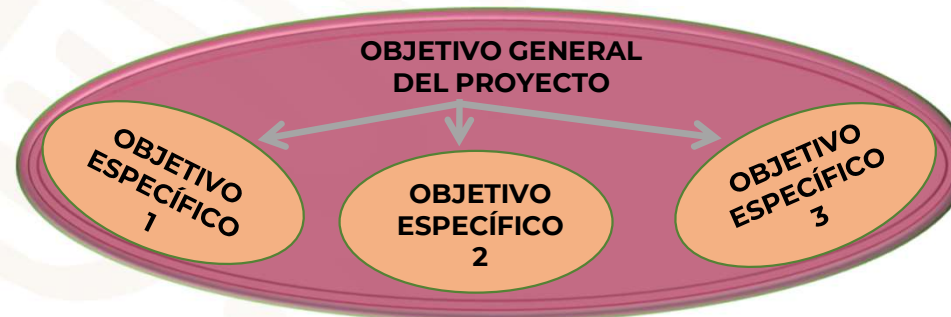 OBJETIVO GENERAL
DEL PROYECTO
OBJETIVO
ESPECÍFICO
1
OBJETIVO
ESPECÍFICO
2
OBJETIVO
ESPECÍFICO
3